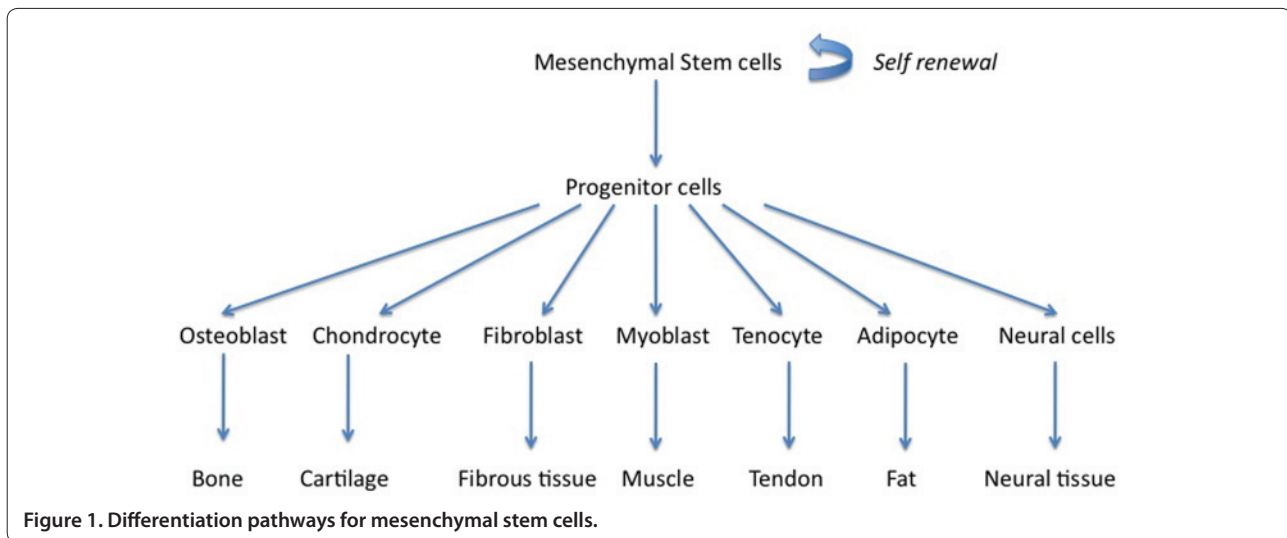 Mesenchymal Stem cells Self renewal
Progenitor cells
Osteoblast Chondrocyte Fibroblast Myoblast Tenocyte Adipocyte Neural cells
Bone Cartilage Fibrous tissue Muscle Tendon Fat Neural tissue
Figure 1. Differentiation pathways for mesenchymal stem cells.